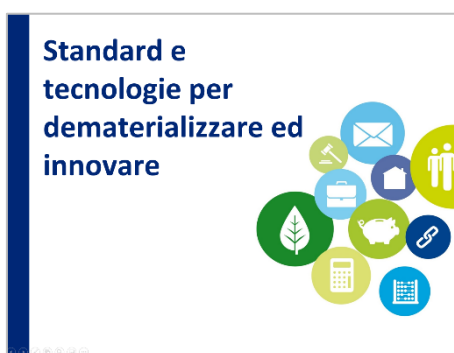 Standard e
tecnologie per
dematerializzare ed
innovare